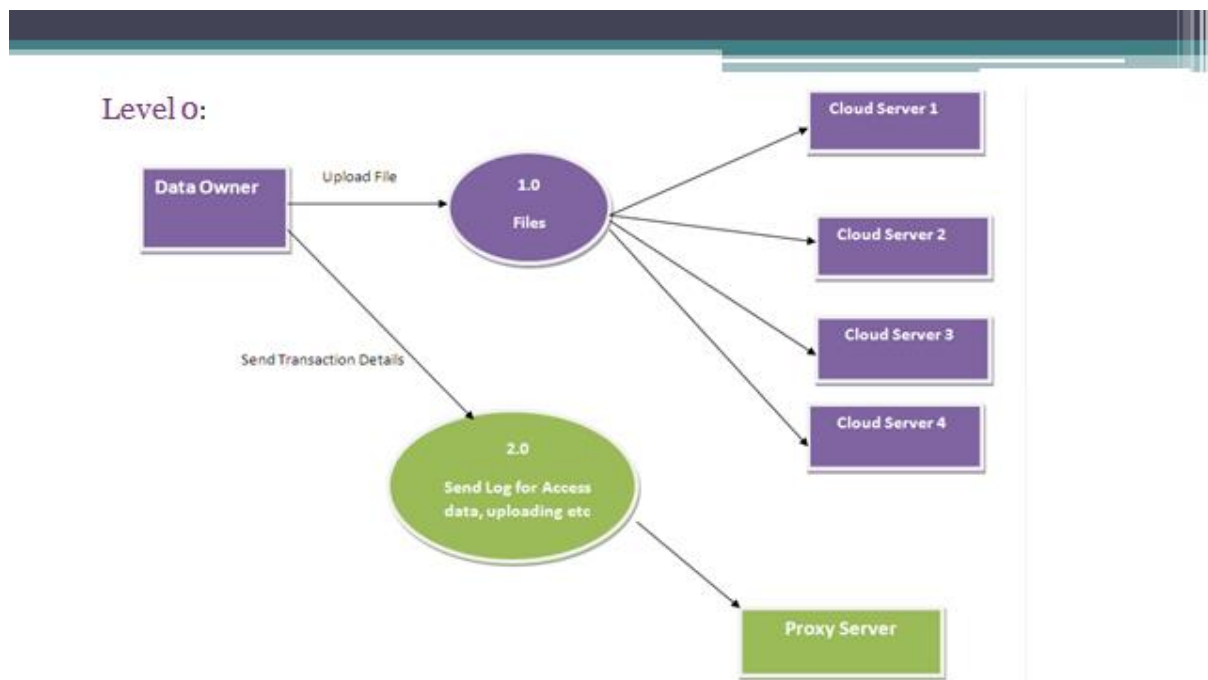 Level 0:
Data Owner
Upload File
1.0
Files
Cloud Server 1
Cloud Server 2
Cloud Server 3
Cloud Server 4
Send Transaction Details
2.0
Send Log for Access
data, uploading etc
Proxy Server